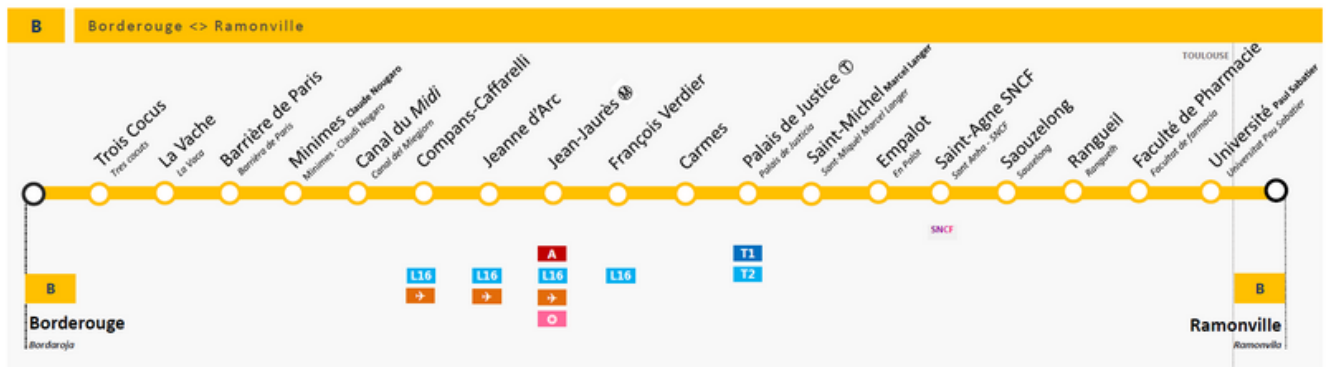 B
Borderouge <> Ramonville
TOULOUSE
Trois Cocus
Tres cocuts
La Vache
La Vaca
Barrière de Paris
Barrièra de París
Minimes Claude Nougaro
Minimes - Claudi Nogaro
Canal du Midi
Canal del Miegjorn
Compans-Caffarelli
Jeanne d'Arc
Jean-Jaurès M
François Verdier
Carmes
Palais de Justice T
Palais de Justícia
Saint-Michel Marcel Langer
Sant-Miquèl Marcel Langer
Empalot
En Palòt
Saint-Agne SNCF
Sant Anha - SNCF
Saouzelong
Sauselong
Rangueil
Ranguelh
Faculté de Pharmacie
Facultat de farmacia
Université Paul Sabatier
Universitat Pau Sabatier
SNCF
A
T1
L16
L16
L16
L16
T2
O
B
Borderouge
Bordaroja
B
Ramonville
Ramonvila